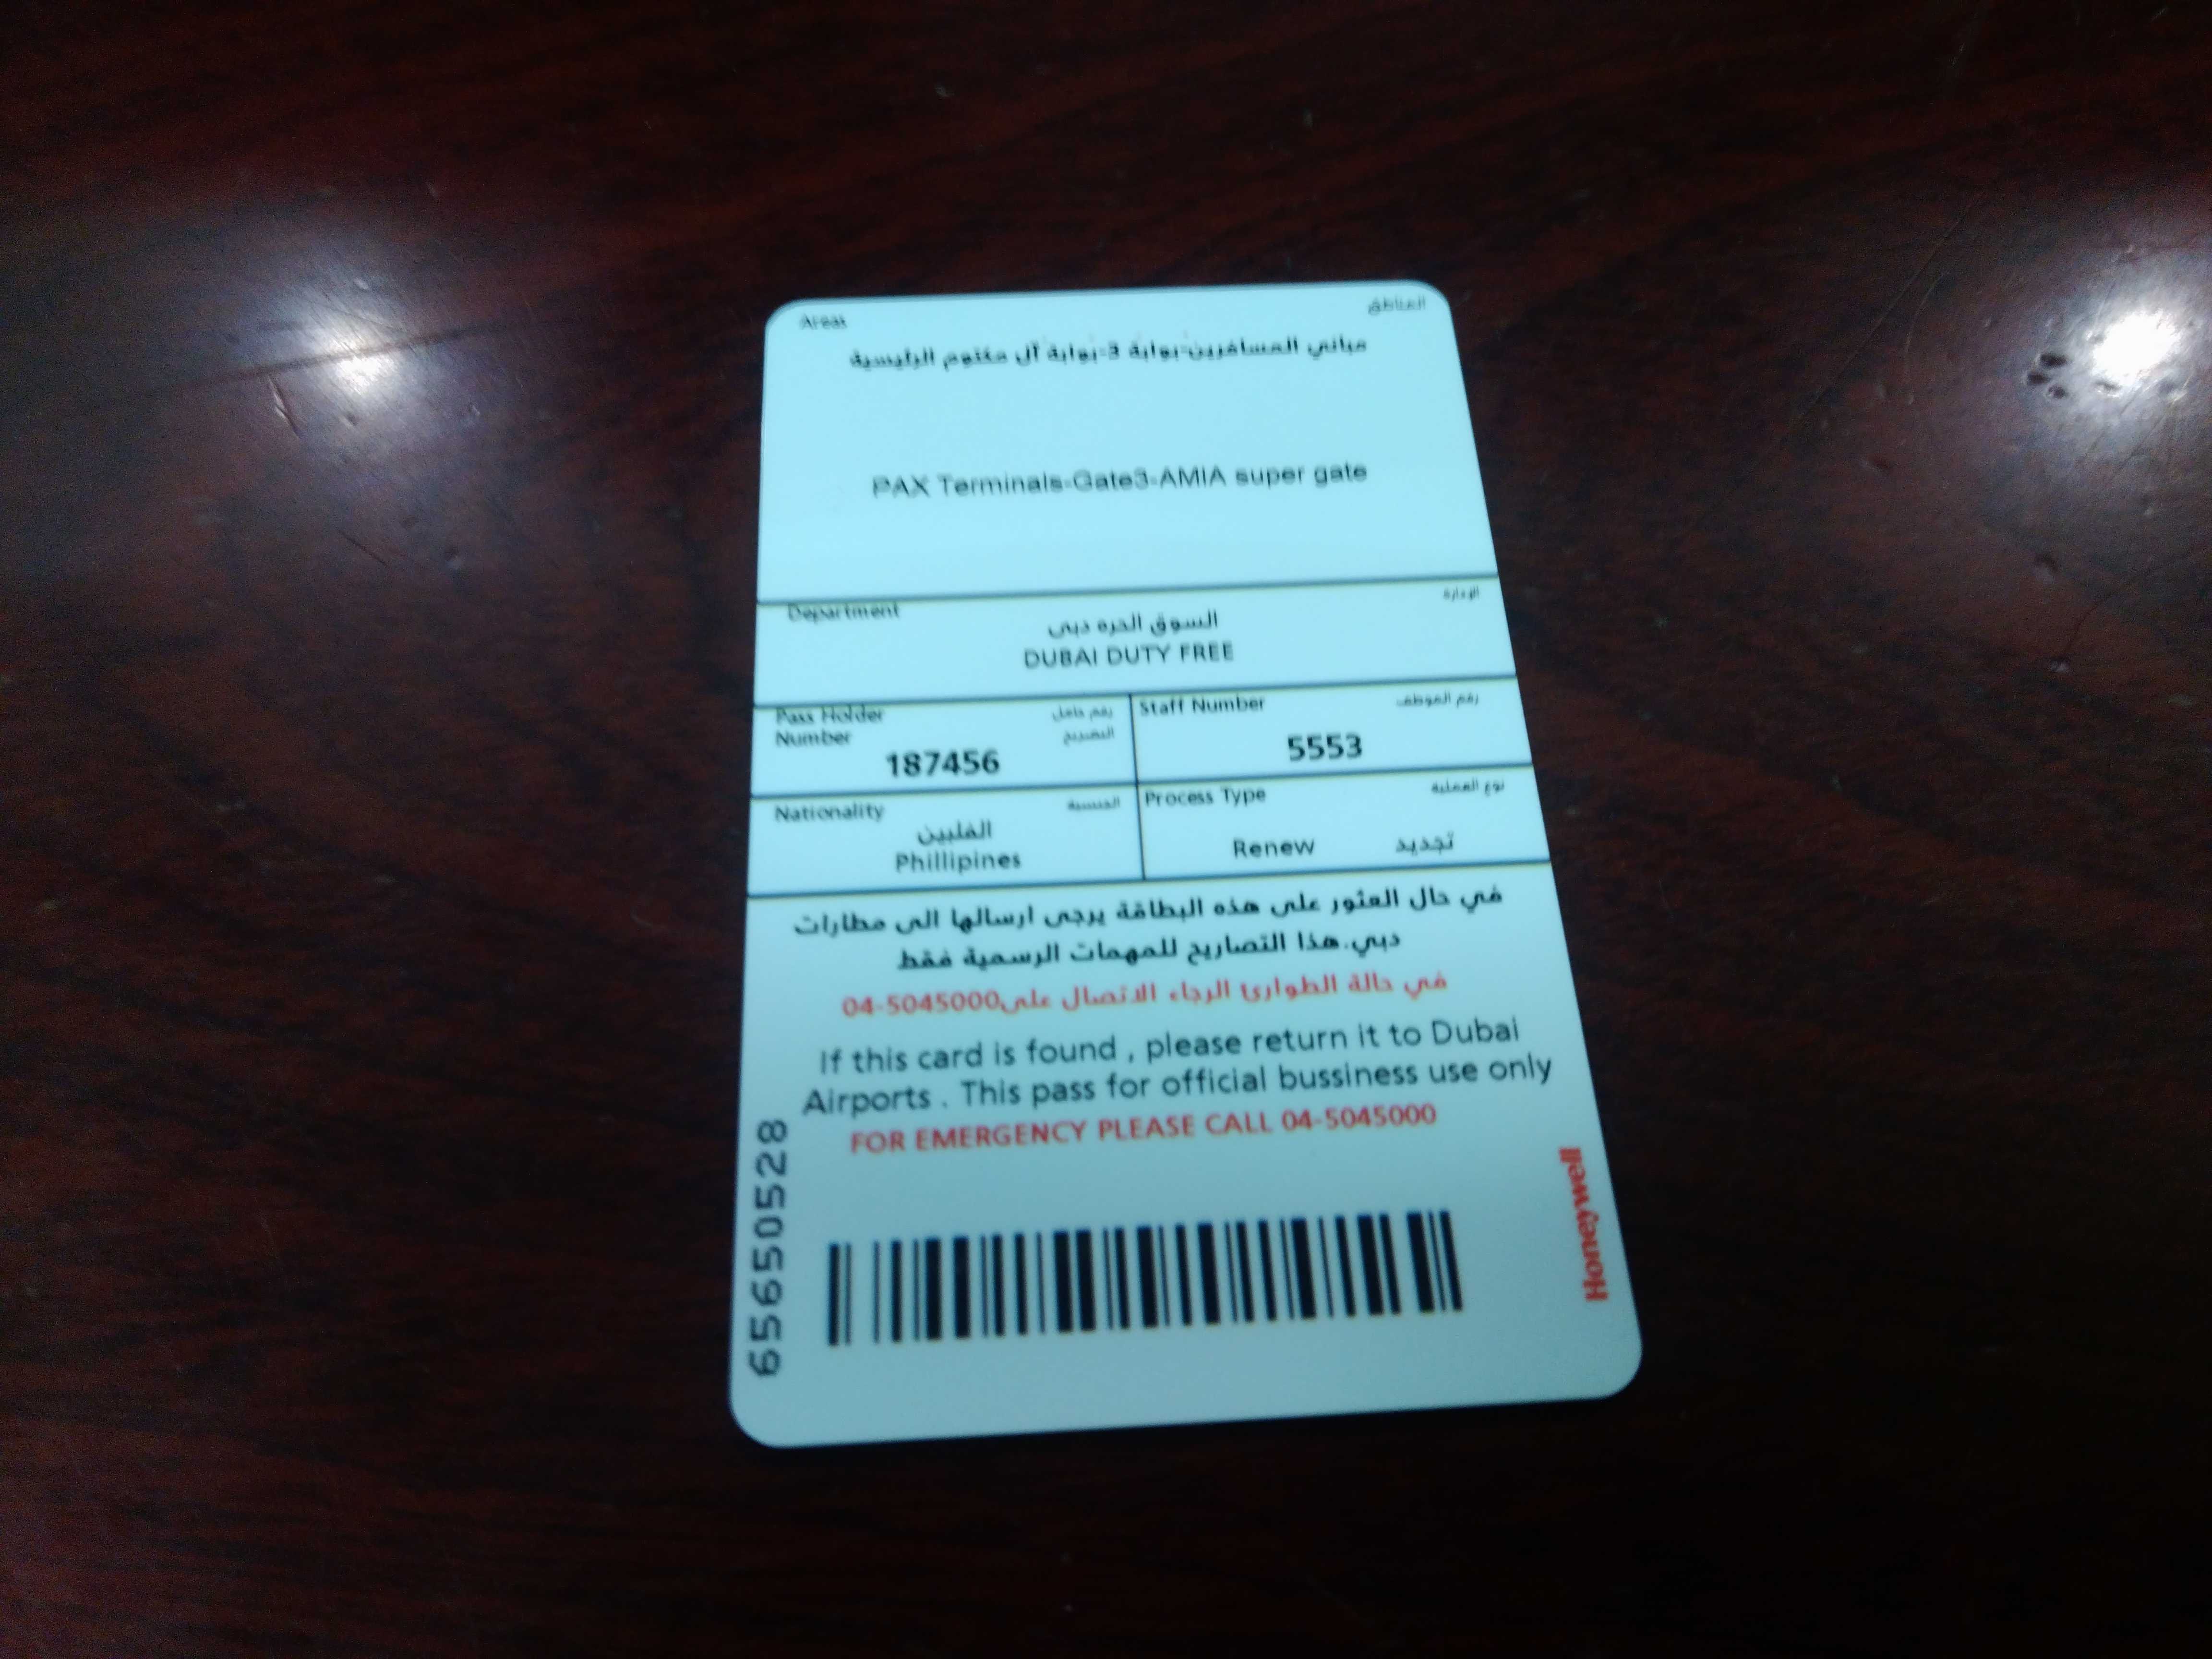 Areas المناطق
مباني المسافرين-بوابة 3-بوابة آل مكتوم الرئيسية
PAX Terminals-Gate3-AMIA super gate
Department الإدارة
السوق الحره دبى
DUBAI DUTY FREE
Pass Holder Number رقم حامل التصريح
187456
Staff Number رقم الموظف
5553
Nationality الجنسية
الفلبين
Phillipines
Process Type نوع العملية
Renew تجديد
في حال العثور على هذه البطاقة يرجى ارسالها الى مطارات
دبي.هذا التصاريح للمهمات الرسمية فقط
في حالة الطوارئ الرجاء الاتصال على04-5045000
If this card is found , please return it to Dubai
Airports . This pass for official bussiness use only
FOR EMERGENCY PLEASE CALL 04-5045000
65650528
Honeywell